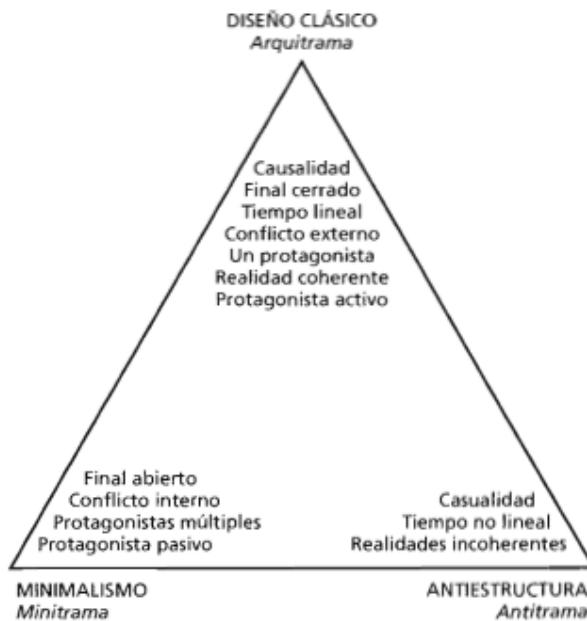 DISEÑO CLÁSICO
Arquitrama
Causalidad
Final cerrado
Tiempo lineal
Conflicto externo
Un protagonista
Realidad coherente
Protagonista activo
Final abierto
Conflicto interno
Protagonistas múltiples
Protagonista pasivo
Casualidad
Tiempo no lineal
Realidades incoherentes
MINIMALISMO
Minitrama
ANTIESTRUCTURA
Antitrama